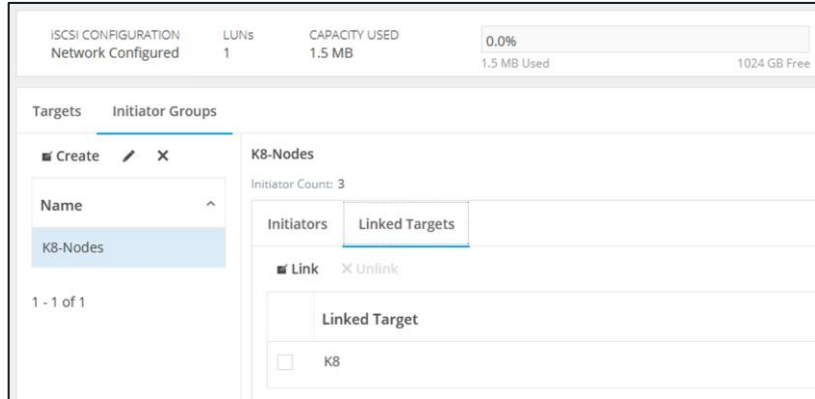 iSCSI CONFIGURATION LUNs CAPACITY USED
Network Configured 1 1.5 MB
0.0%
1.5 MB Used 1024 GB Free
Targets Initiator Groups
Create
Name
K8-Nodes
1 - 1 of 1
K8-Nodes
Initiator Count: 3
Initiators Linked Targets
Link Unlink
Linked Target
K8